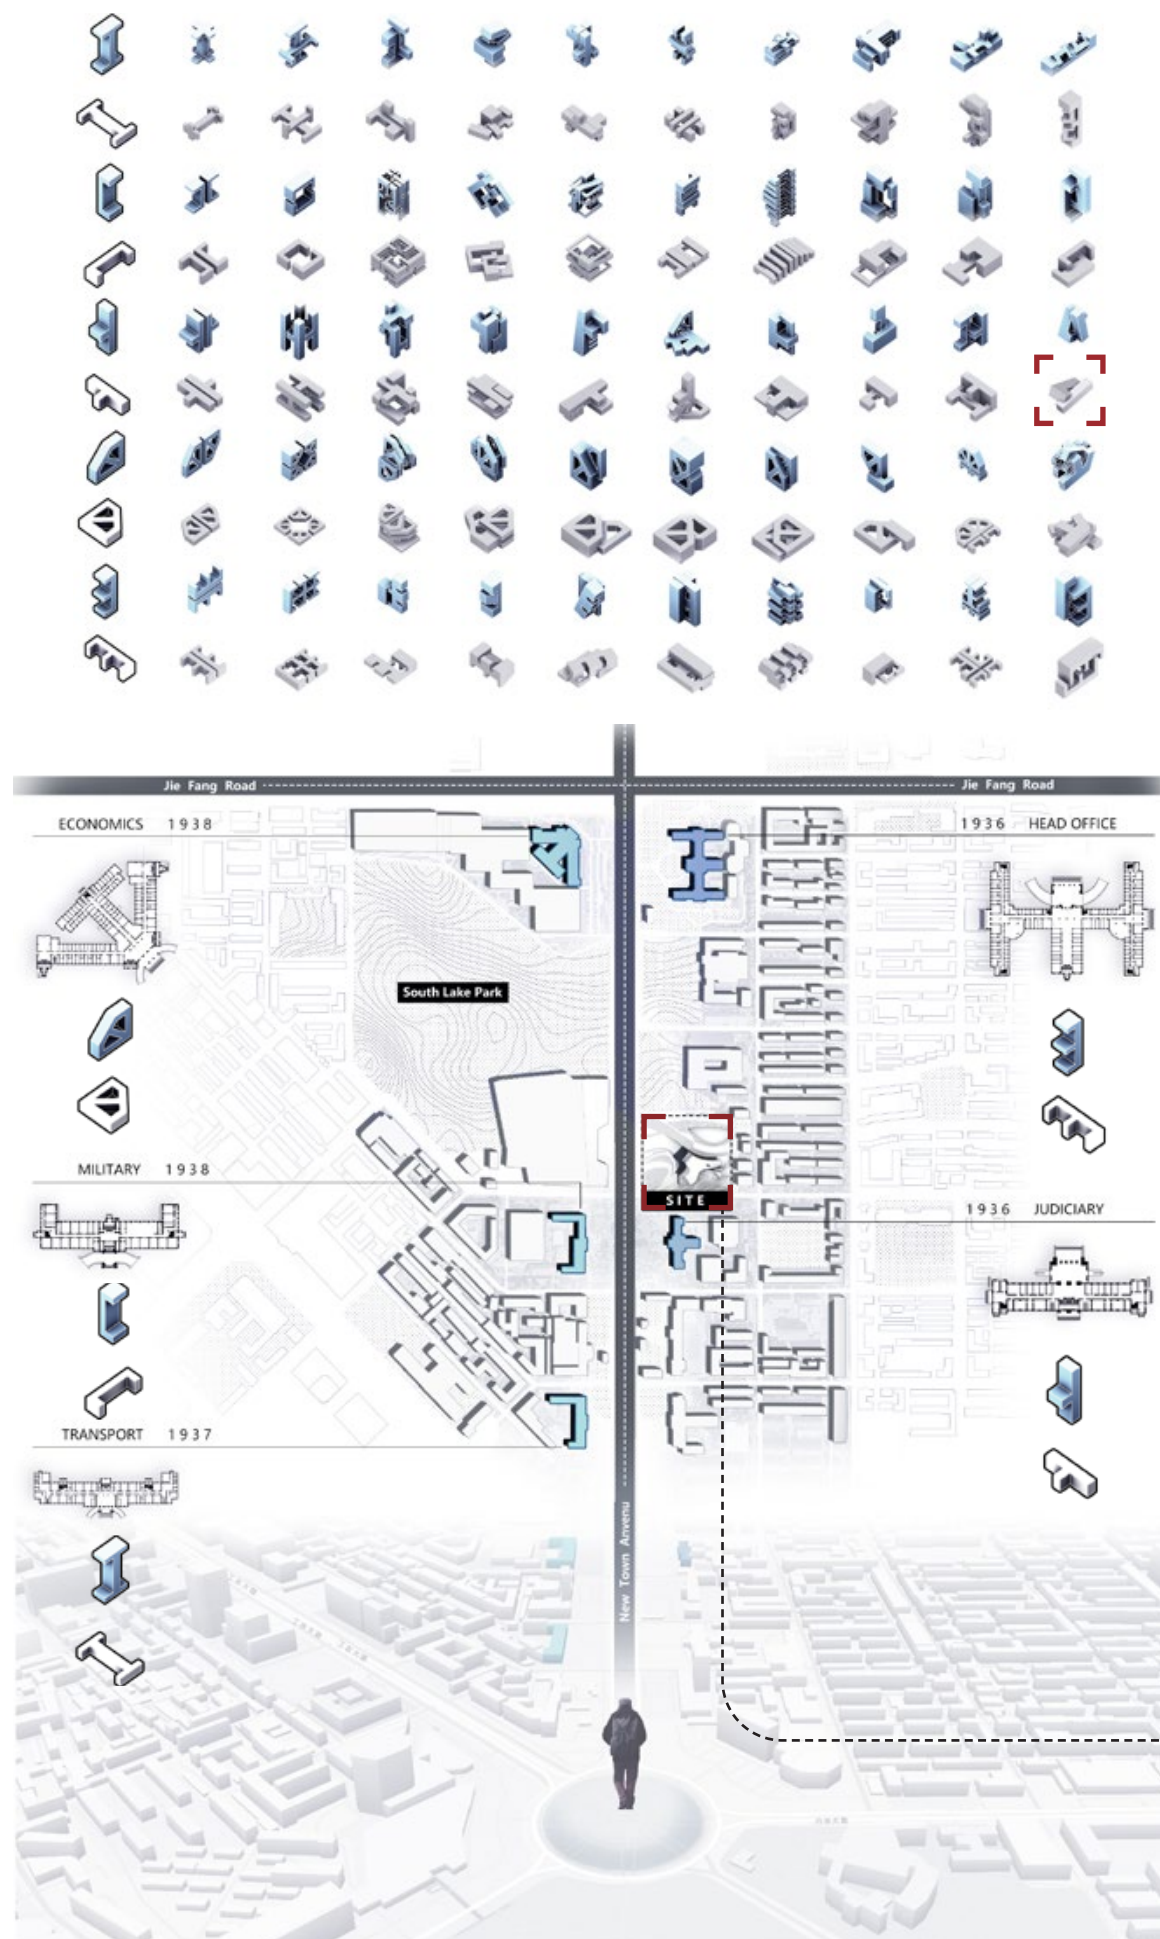 Jie Fang Road
Jie Fang Road
ECONOMICS 1938
1936 HEAD OFFICE
South Lake Park
MILITARY 1938
SITE
1936 JUDICIARY
TRANSPORT 1937
New Town Anvenu